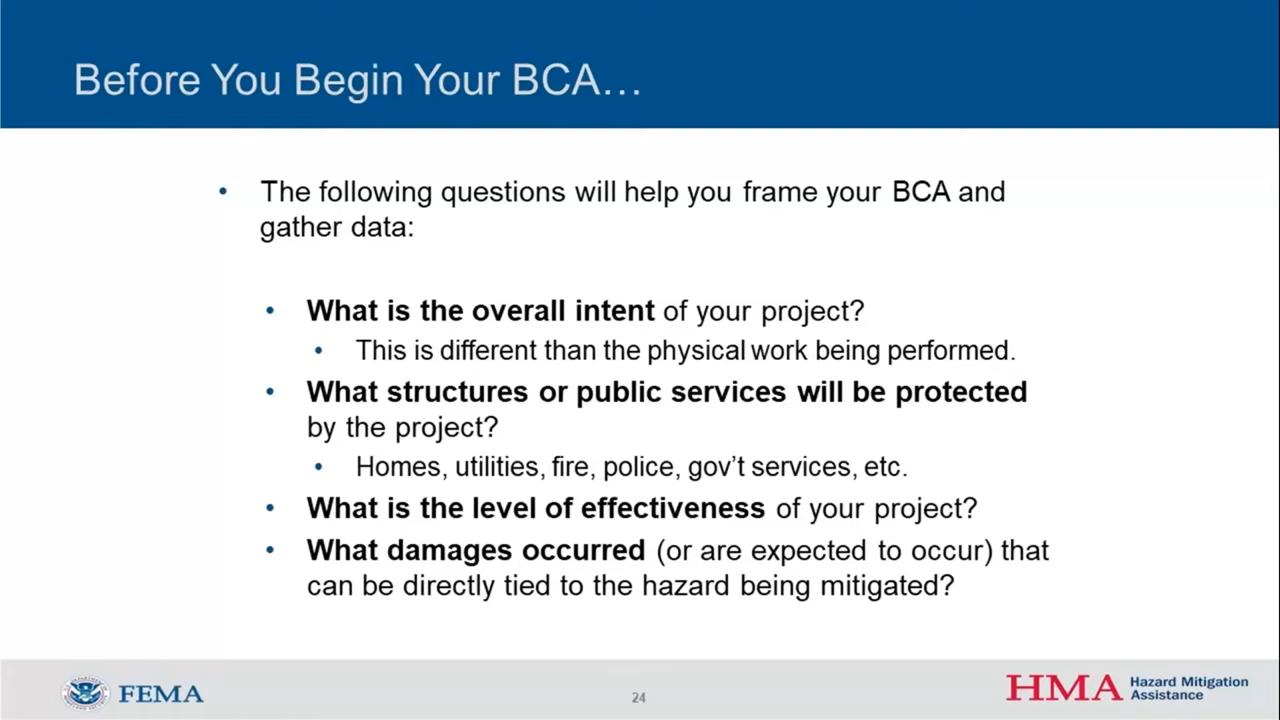 Before You Begin Your BCA…
• The following questions will help you frame your BCA and
gather data:
• What is the overall intent of your project?
• This is different than the physical work being performed.
• What structures or public services will be protected
by the project?
• Homes, utilities, fire, police, gov’t services, etc.
• What is the level of effectiveness of your project?
• What damages occurred (or are expected to occur) that
can be directly tied to the hazard being mitigated?
FEMA
24
HMA Hazard Mitigation
Assistance